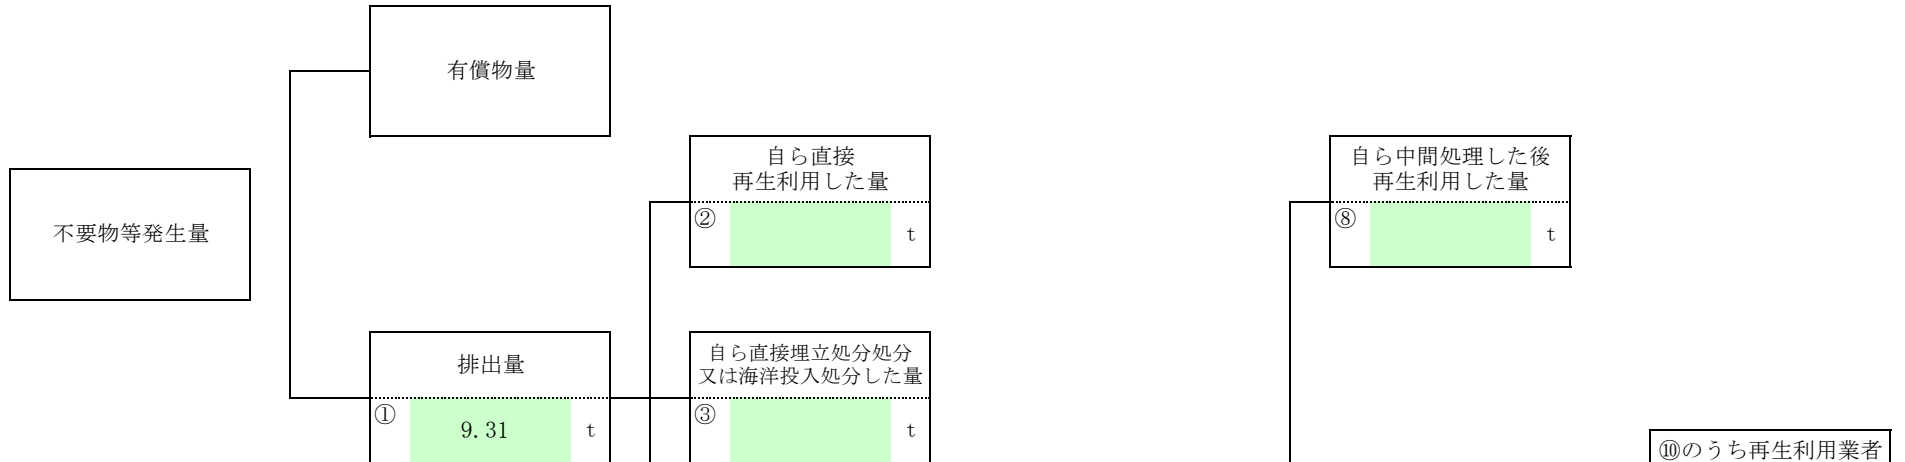 有償物量
自ら直接
再生利用した量
②
t
自ら中間処理した後
再生利用した量
⑧
t
不要物等発生量
排出量
①
9.31
t
自ら直接埋立処分処分
又は海洋投入処分した量
③
t
⑩のうち再生利用業者